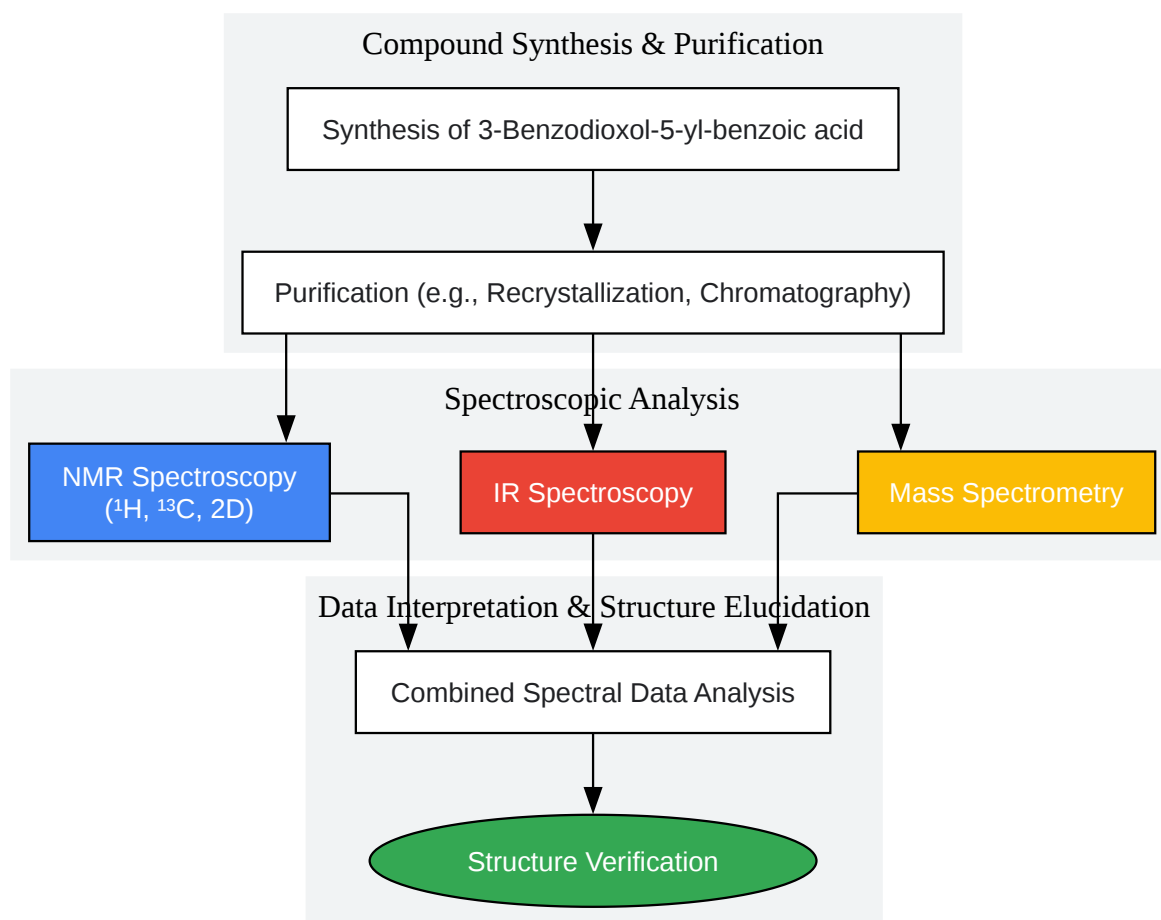 Compound Synthesis & Purification
Synthesis of 3-Benzodioxol-5-yl-benzoic acid
Purification (e.g., Recrystallization, Chromatography)
Spectroscopic Analysis
NMR Spectroscopy
(¹H, ¹³C, 2D)
IR Spectroscopy
Mass Spectrometry
Data Interpretation & Structure Elucidation
Combined Spectral Data Analysis
Structure Verification